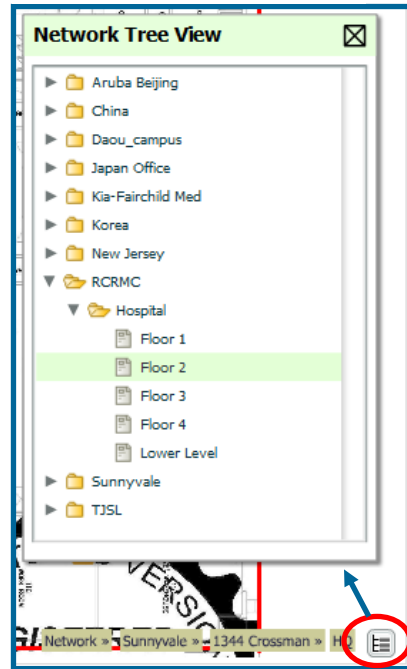 Network Tree View
Aruba Beijing
China
Daou_campus
Japan Office
Kia-Fairchild Med
Korea
New Jersey
RCRMC
Hospital
Floor 1
Floor 2
Floor 3
Floor 4
Lower Level
Sunnyvale
TJSL
VERSIO
Network » Sunnyvale » 1344 Crossman » HQ